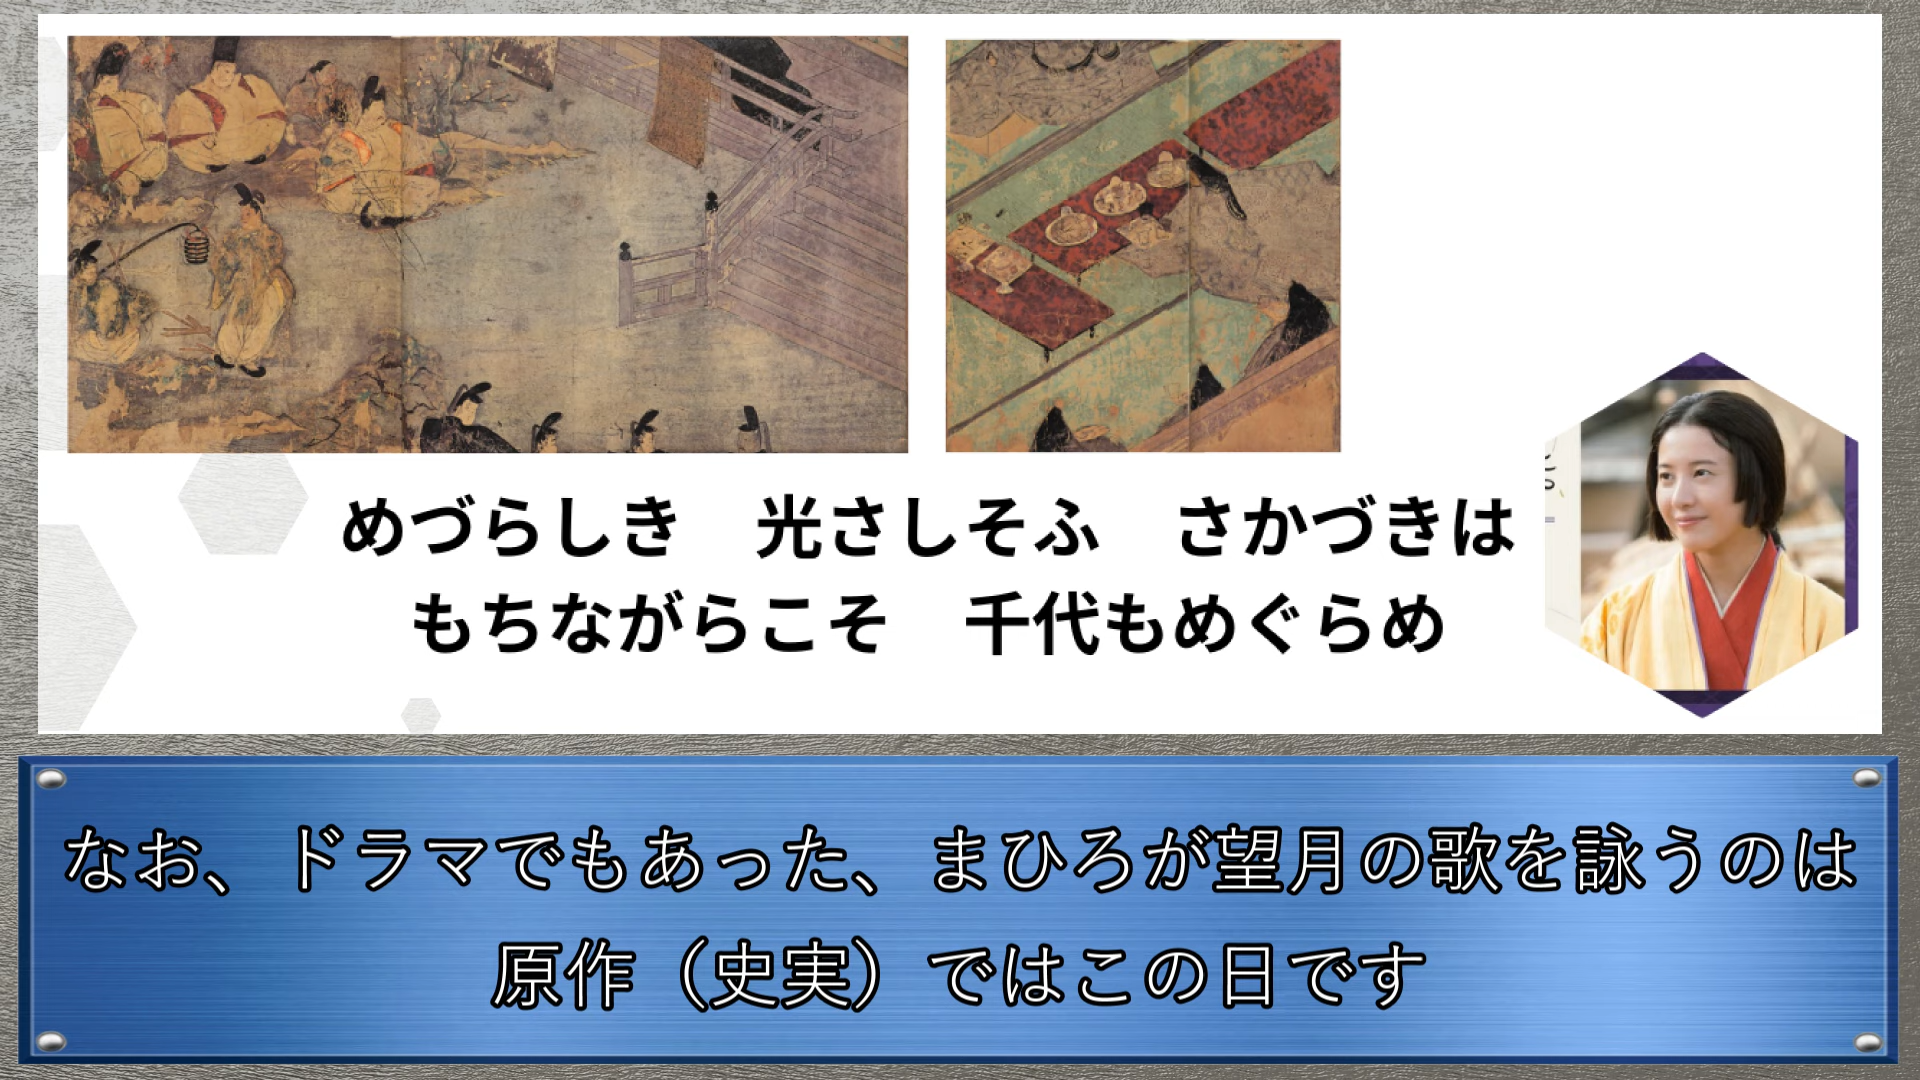 めづらしき　光さしそふ　さかづきは
もちながらこそ　千代もめぐらめ
なお、ドラマでもあった、まひろが望月の歌を詠うのは
原作（史実）ではこの日です